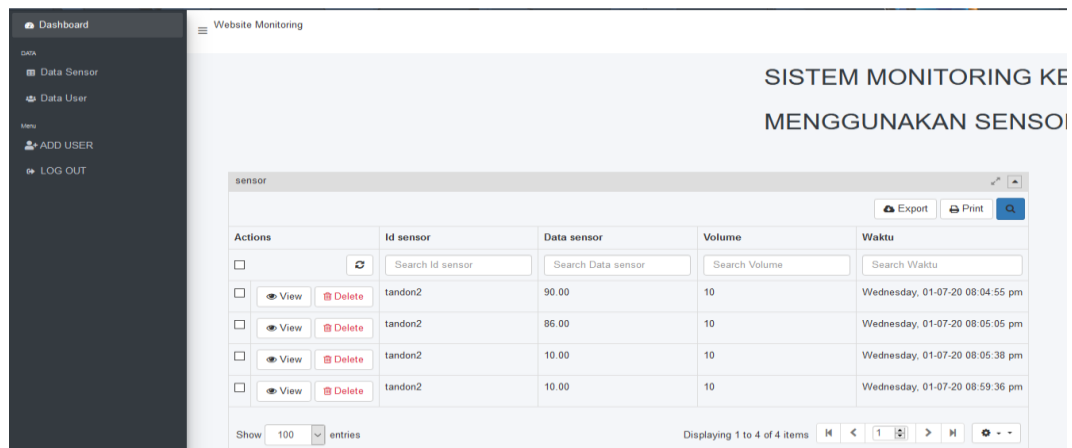 Dashboard
Website Monitoring
DATA
Data Sensor
Data User
Menu
ADD USER
LOG OUT
SISTEM MONITORING KE
MENGGUNAKAN SENSOR
sensor
Export Print
Actions Id sensor Data sensor Volume Waktu
Search Id sensor Search Data sensor Search Volume Search Waktu
View Delete tandon2 90.00 10 Wednesday, 01-07-20 08:04:55 pm
View Delete tandon2 86.00 10 Wednesday, 01-07-20 08:05:05 pm
View Delete tandon2 10.00 10 Wednesday, 01-07-20 08:05:38 pm
View Delete tandon2 10.00 10 Wednesday, 01-07-20 08:59:36 pm
Show 100 entries Displaying 1 to 4 of 4 items 1